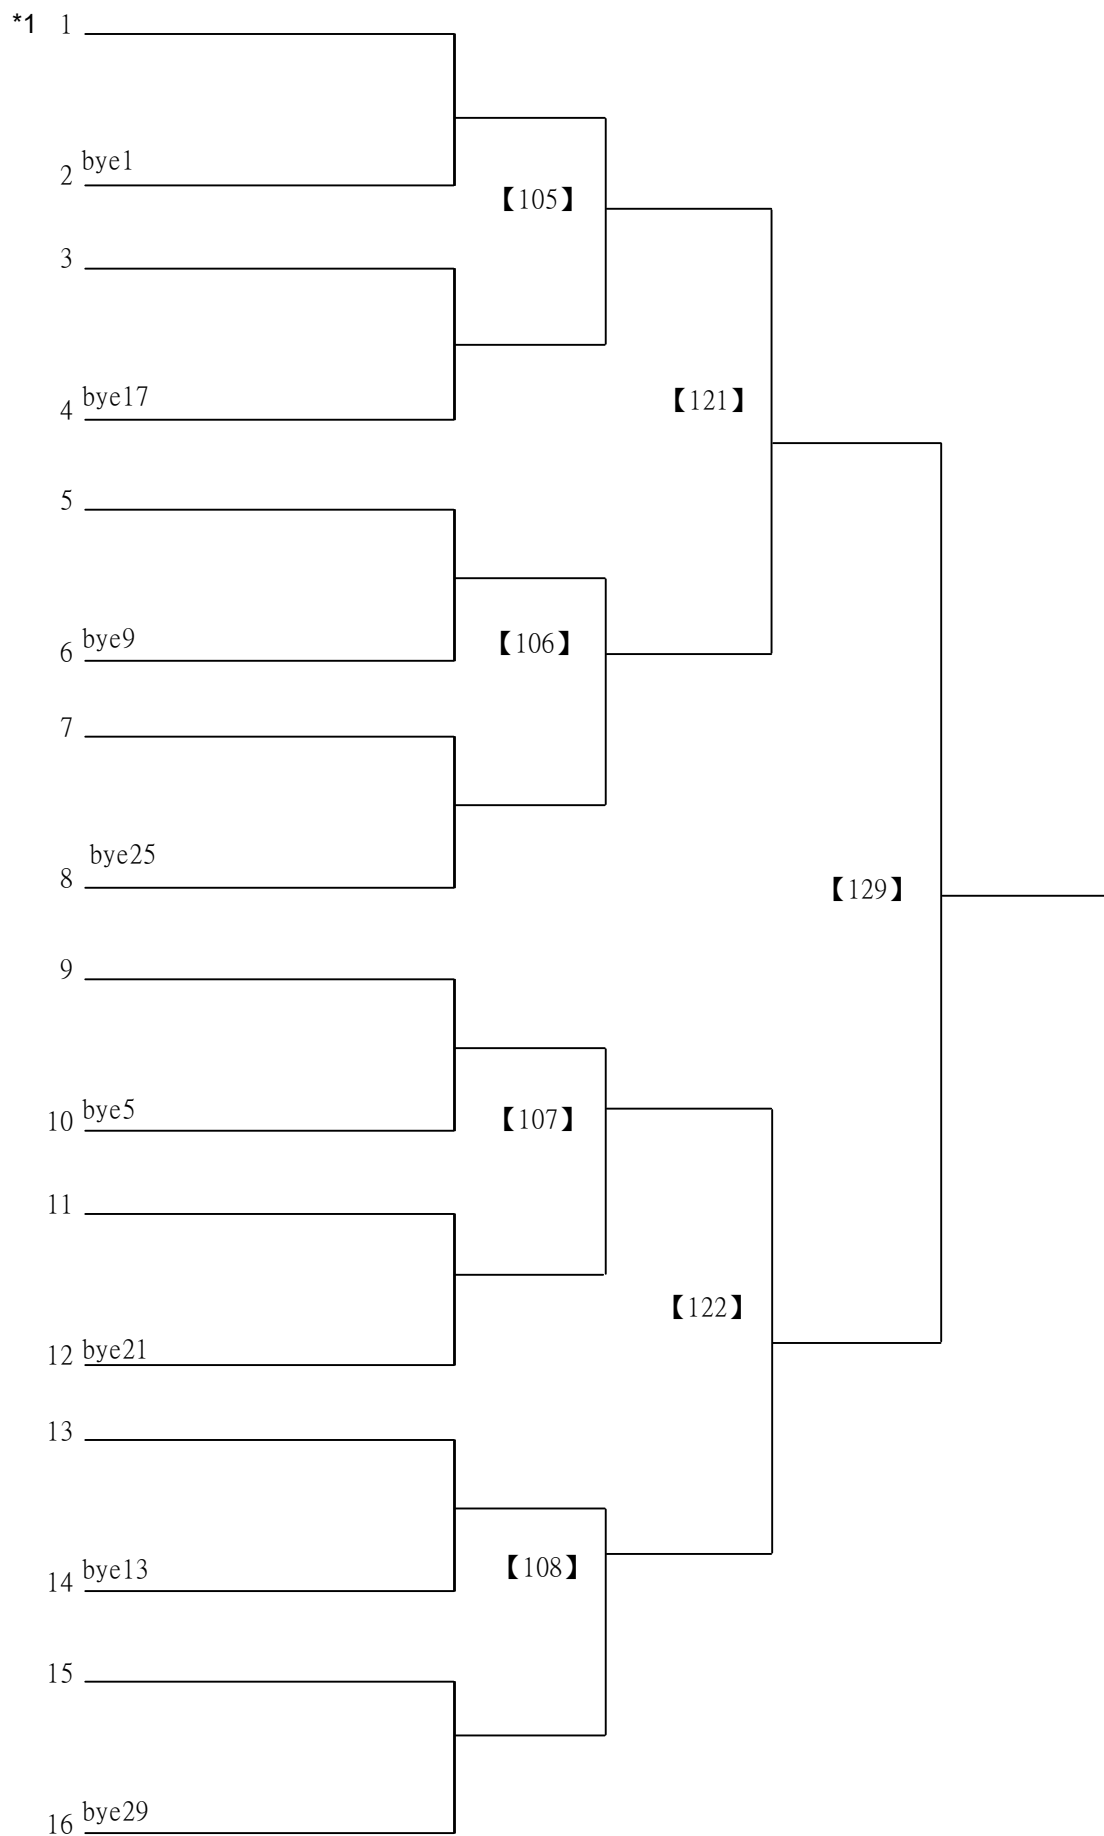 *1 1
2 bye1
【105】
3
4 bye17
【121】
5
6 bye9
【106】
7
8 bye25
【129】
9
10 bye5
【107】
11
【122】
12 bye21
13
14 bye13
【108】
15
16 bye29